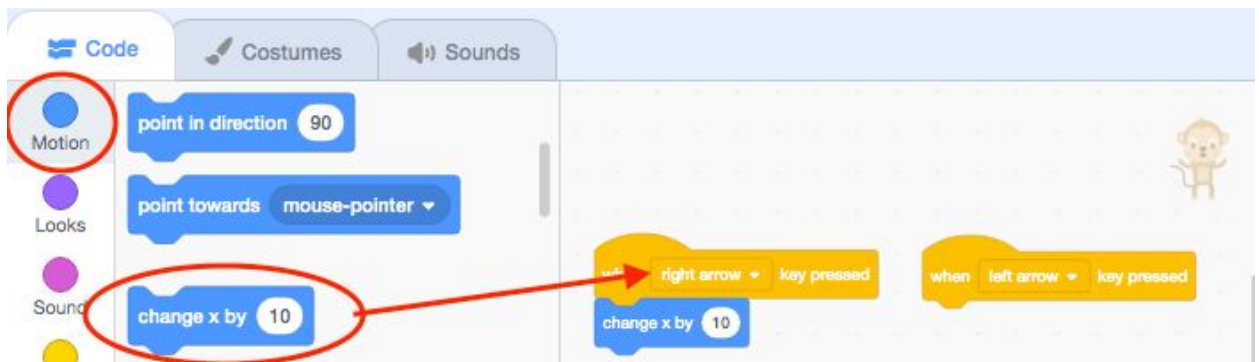 Code
Costumes
Sounds
Motion
point in direction 90
Looks
point towards mouse-pointer
Sound
change x by 10
right arrow key pressed
change x by 10
when left arrow key pressed